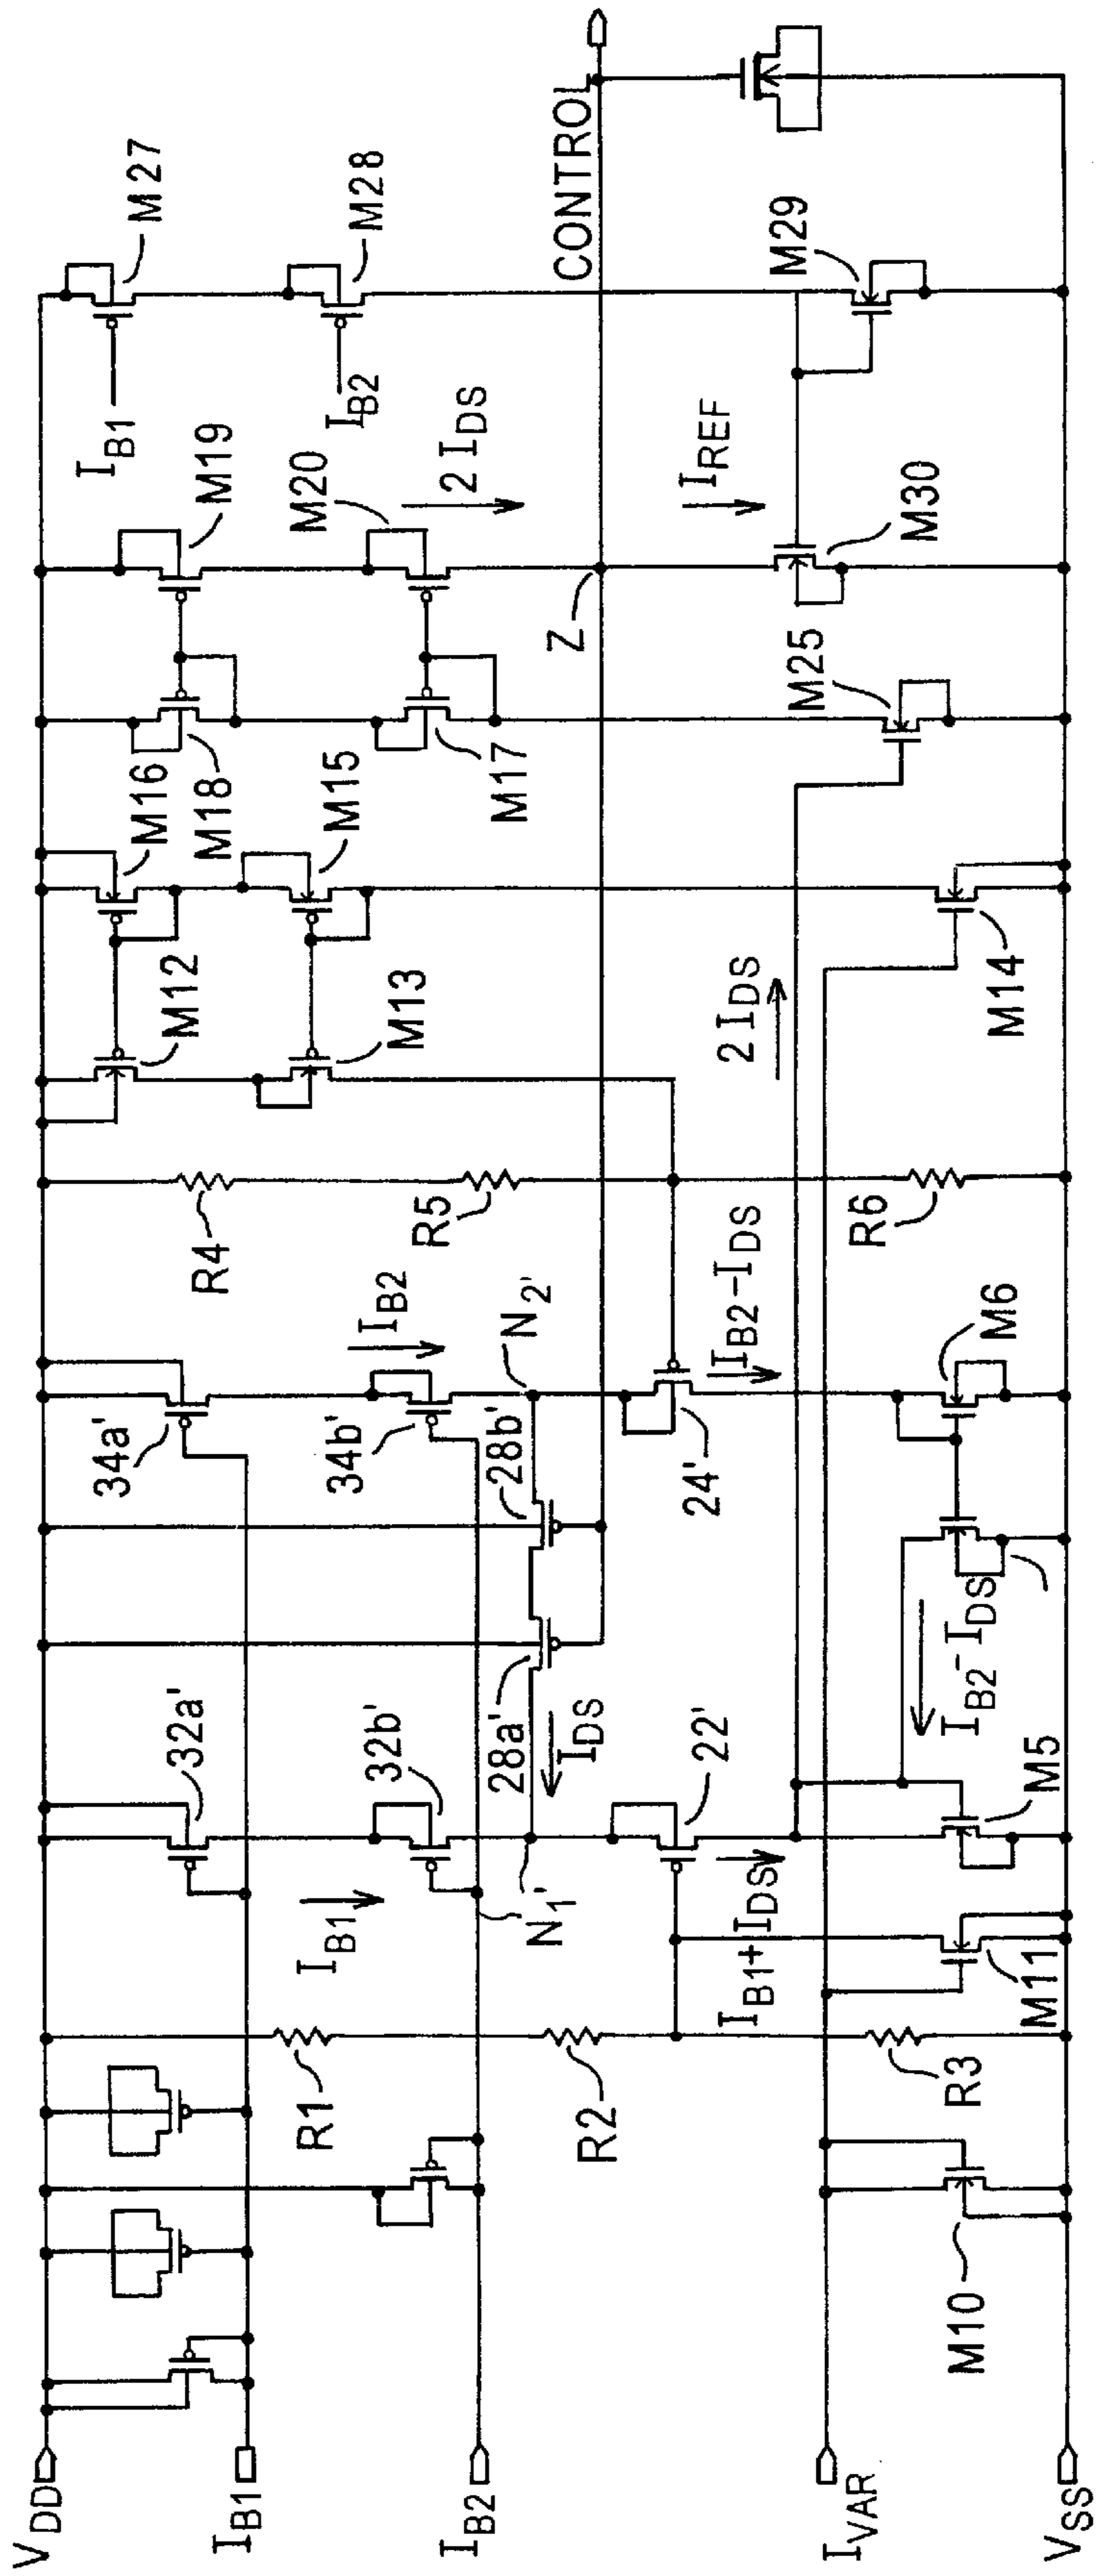 V_DD
I_B1
I_B2
I_VAR
V_SS
M10
R1
R2
R3
M11
I_B1
I_B1+I_DS
N_1'
32a'
32b'
22'
M5
28a'
I_DS
28b'
I_B2-I_DS
34a'
34b'
I_B2
N_2'
24'
I_B2-I_DS
M6
R4
R5
R6
M12
M13
2 I_DS
M14
M16
M15
M18
M17
M25
M19
M20
2 I_DS
Z
I_REF
M30
I_B1
I_B2
M27
M28
M29
CONTROL